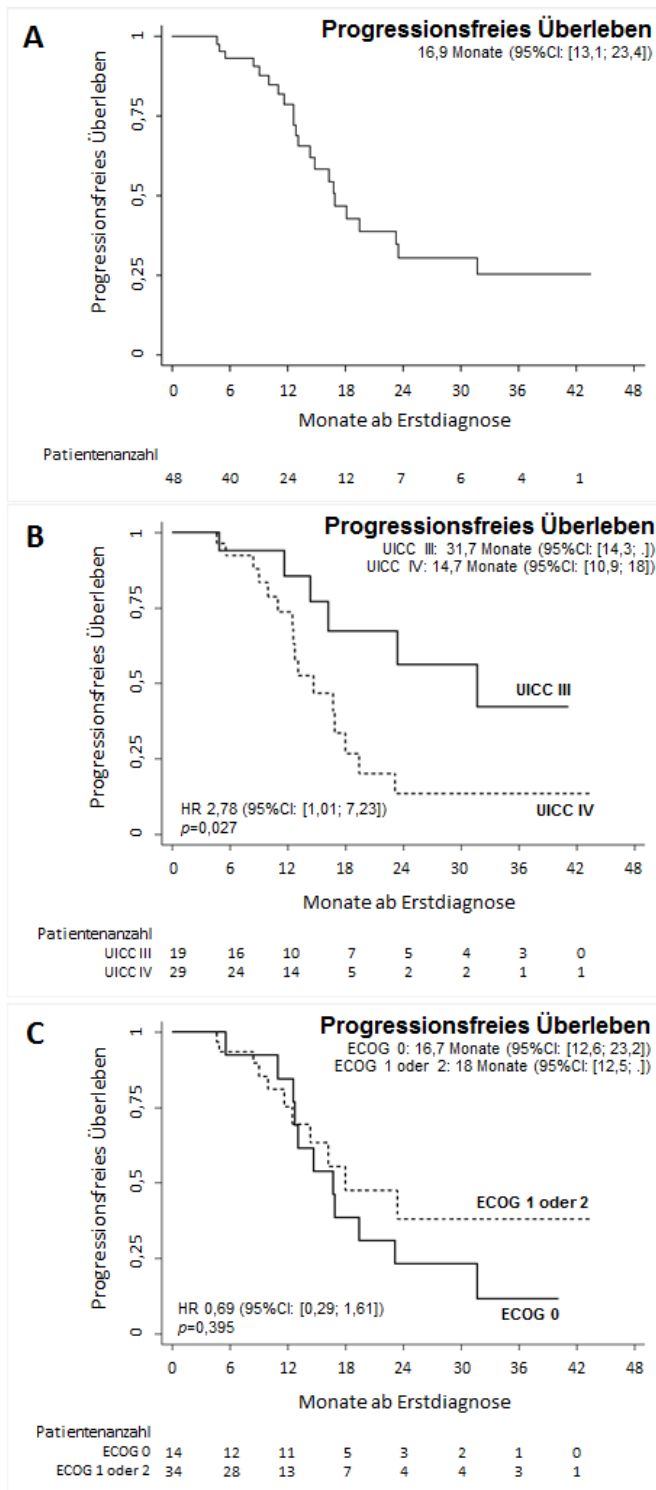 A
Progressionsfreies Überleben
16,9 Monate (95%CI: [13,1; 23,4])
Progressionsfreies Überleben
1
0,75
0,5
0,25
0
0 6 12 18 24 30 36 42 48
Monate ab Erstdiagnose
Patientenanzahl
48 40 24 12 7 6 4 1
B
Progressionsfreies Überleben
UICC III: 31,7 Monate (95%CI: [14,3; .])
UICC IV: 14,7 Monate (95%CI: [10,9; 18])
Progressionsfreies Überleben
1
0,75
0,5
0,25
0
UICC III
UICC IV
HR 2,78 (95%CI: [1,01; 7,23])
p=0,027
0 6 12 18 24 30 36 42 48
Monate ab Erstdiagnose
Patientenanzahl
UICC III 19 16 10 7 5 4 3 0
UICC IV 29 24 14 5 2 2 1 1
C
Progressionsfreies Überleben
ECOG 0: 16,7 Monate (95%CI: [12,6; 23,2])
ECOG 1 oder 2: 18 Monate (95%CI: [12,5; .])
Progressionsfreies Überleben
1
0,75
0,5
0,25
0
ECOG 1 oder 2
ECOG 0
HR 0,69 (95%CI: [0,29; 1,61])
p=0,395
0 6 12 18 24 30 36 42 48
Monate ab Erstdiagnose
Patientenanzahl
ECOG 0 14 12 11 5 3 2 1 0
ECOG 1 oder 2 34 28 13 7 4 4 3 1